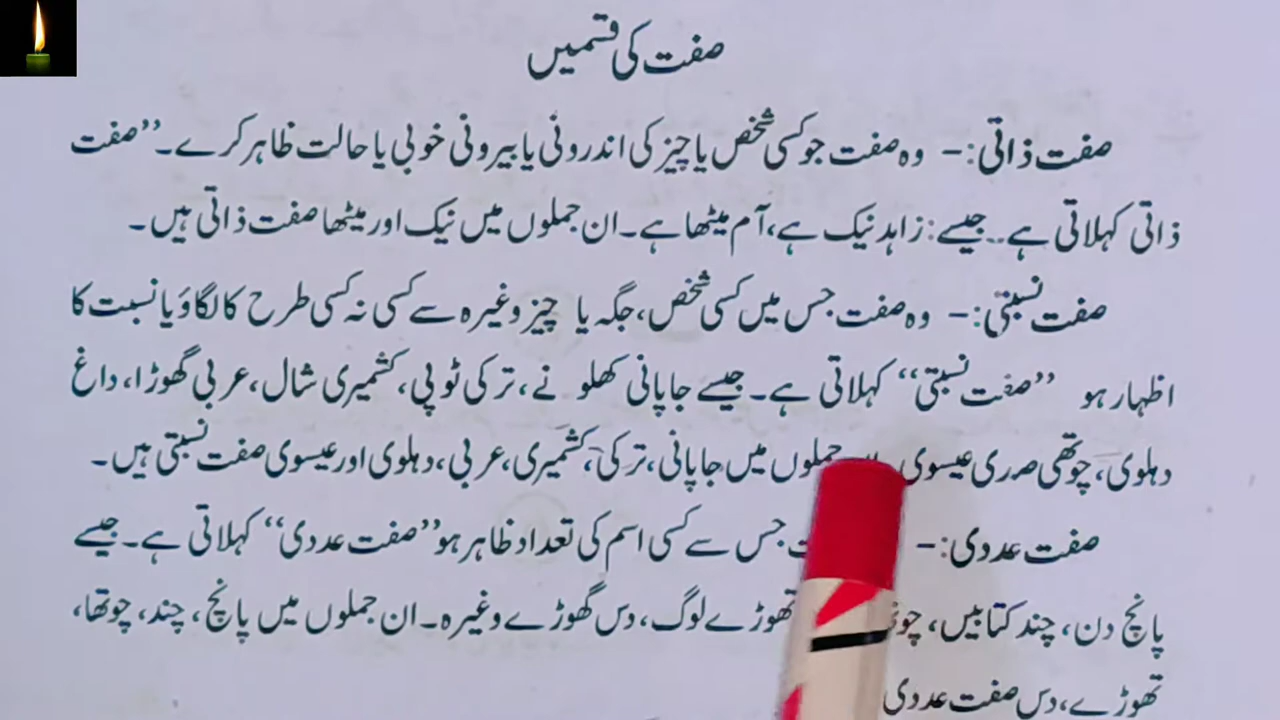 صفت کی قسمیں
صفت ذاتی:- وہ صفت جو کسی شخص یا چیز کی اندرونی یا بیرونی خوبی یا حالت ظاہر کرے۔”صفت
ذاتی کہلاتی ہے۔۔جیسے: زاہد نیک ہے، آم میٹھا ہے۔ان جملوں میں نیک اور میٹھا صفت ذاتی ہیں۔
صفت نسبتی:- وہ صفت جس میں کسی شخص، جگہ یا چیز وغیرہ سے کسی نہ کسی طرح کا لگاؤ یا نسبت کا
اظہار ہو ”صفت نسبتی“ کہلاتی ہے۔جیسے جاپانی کھلو نے، ترکی ٹوپی، کشمیری شال، عربی گھوڑا، داغ
دہلوی، چوتھی صدری عیسوی جملوں میں جاپانی، ترکی، کشمیری، عربی، دہلوی اور عیسوی صفت نسبتی ہیں۔
صفت عددی:- جس سے کسی اسم کی تعداد ظاہر ہو”صفت عددی“ کہلاتی ہے۔جیسے
پانچ دن، چند کتابیں، تھوڑے لوگ، دس گھوڑے وغیرہ۔ان جملوں میں پانچ، چند، چوتھا،
تھوڑے، دس صفت عددی